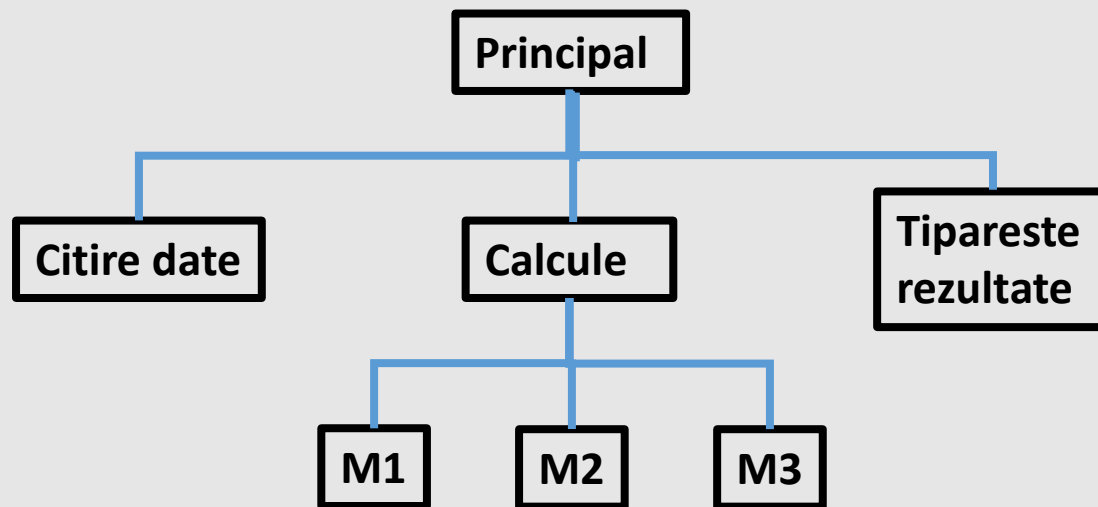 Principal
Citire date
Calcule
Tipareste
rezultate
M1
M2
M3